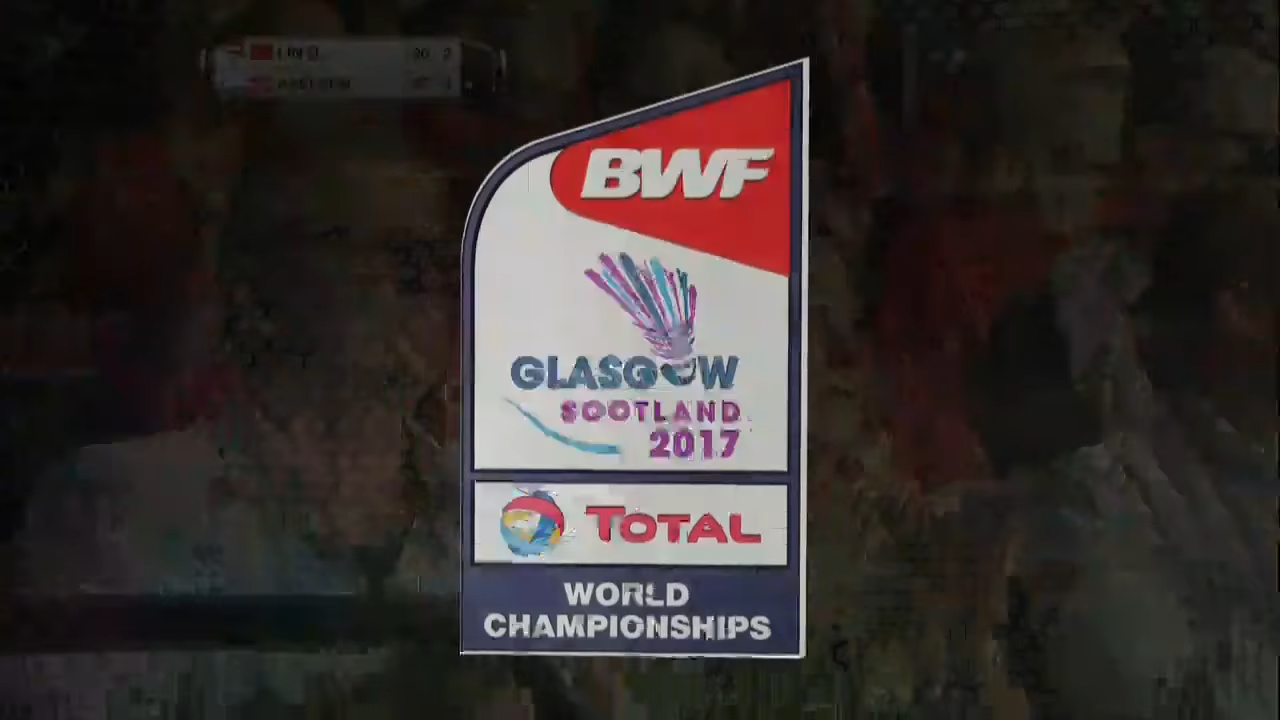 BWF
GLASGOW
SCOTLAND
2017
TOTAL
WORLD
CHAMPIONSHIPS